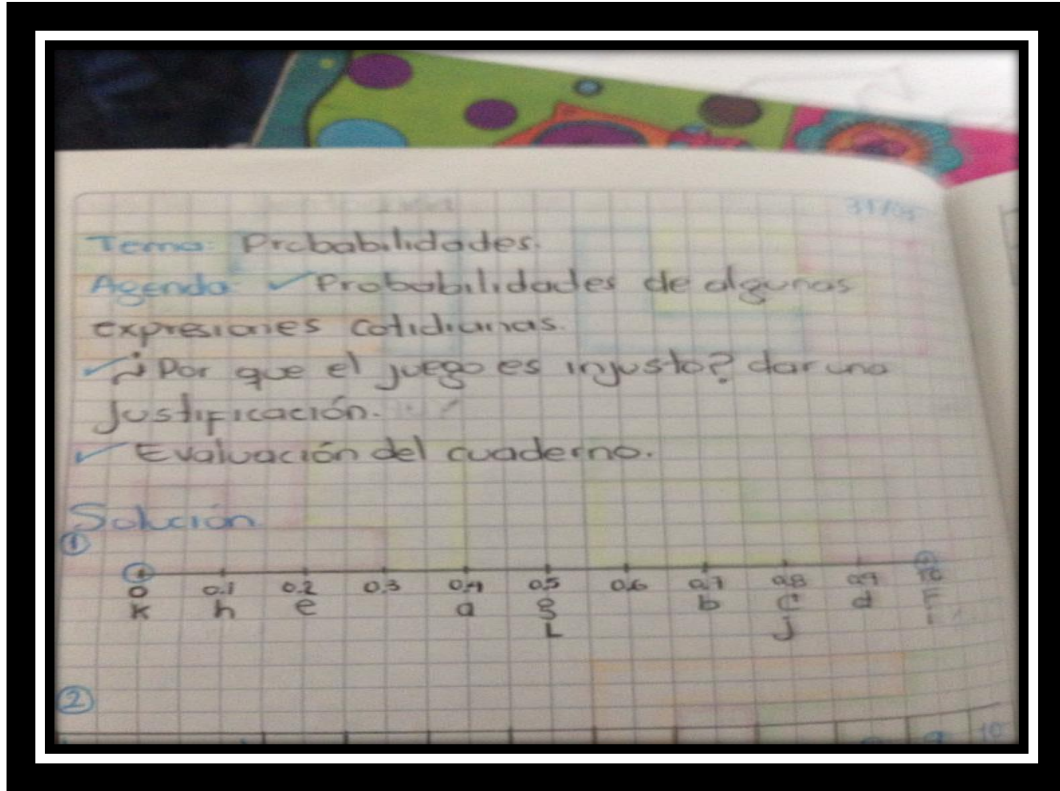 Tema: Probabilidades.
Agenda: ✓ Probabilidades de algunas
expresiones cotidianas.
✓ ¿Por que el juego es injusto? dar una
justificación.
✓ Evaluación del cuaderno.
Solución
①
0 0.1 0.2 0.3 0.4 0.5 0.6 0.7 0.8 0.9
K h e a g b C d F
L j
②
9 10